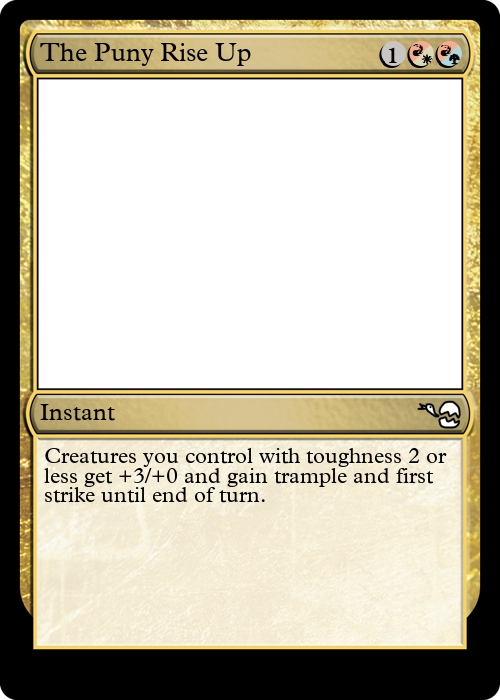 The Puny Rise Up 1
Instant
Creatures you control with toughness 2 or
less get +3/+0 and gain trample and first
strike until end of turn.